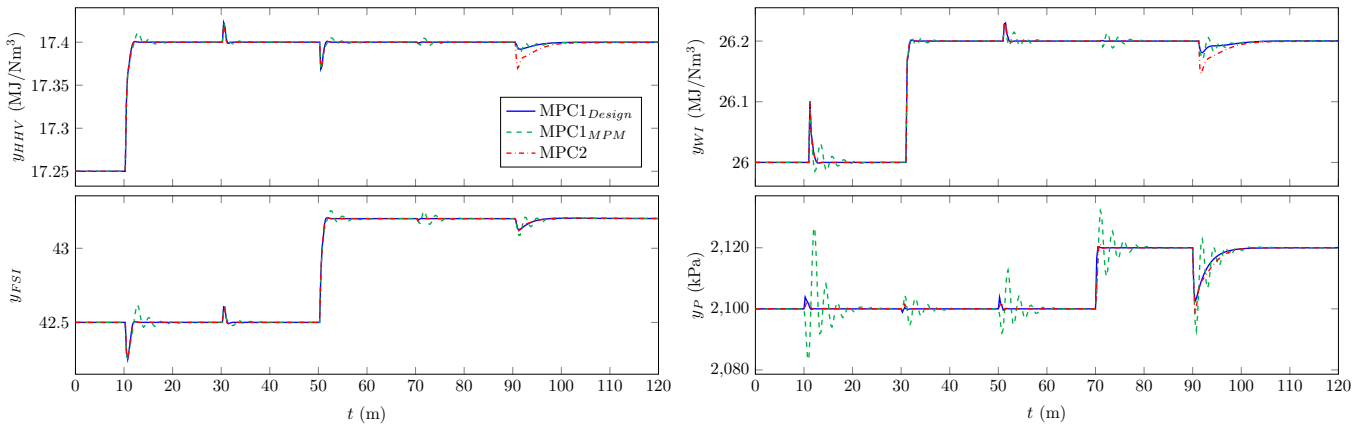 y_HHV (MJ/Nm³)
17.4
17.35
17.3
17.25
MPC1_Design
MPC1_MPM
MPC2
y_WI (MJ/Nm³)
26.2
26.1
26
y_FSI
43
42.5
0 10 20 30 40 50 60 70 80 90 100 110 120
t (m)
y_P (kPa)
2,120
2,100
2,080
0 10 20 30 40 50 60 70 80 90 100 110 120
t (m)